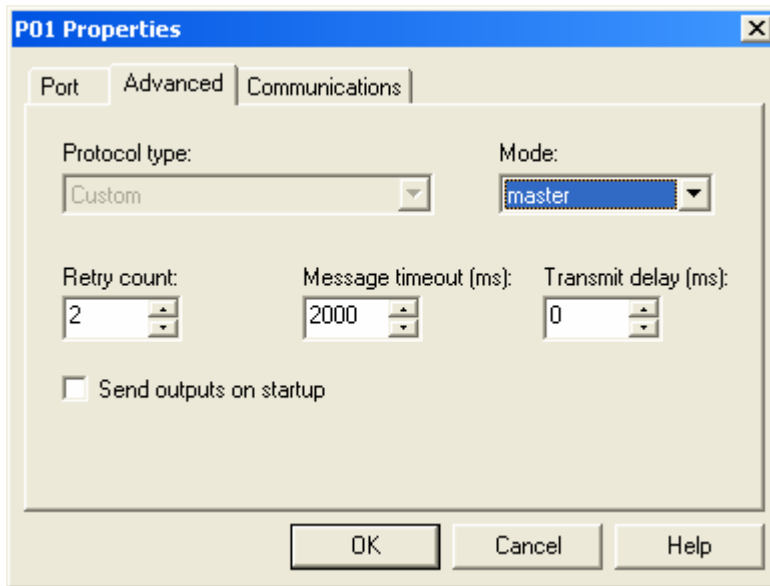 P01 Properties
Port Advanced Communications
Protocol type: Mode:
Custom master
Retry count: Message timeout (ms): Transmit delay (ms):
2 2000 0
Send outputs on startup
OK Cancel Help